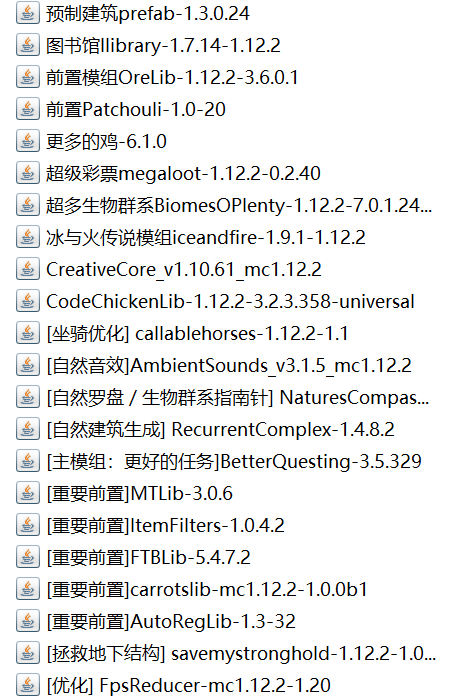 预制建筑prefab-1.3.0.24
图书馆llibrary-1.7.14-1.12.2
前置模组OreLib-1.12.2-3.6.0.1
前置Patchouli-1.0-20
更多的鸡-6.1.0
超级彩票megaloot-1.12.2-0.2.40
超多生物群系BiomesOPlenty-1.12.2-7.0.1.24...
冰与火传说模组iceandfire-1.9.1-1.12.2
CreativeCore_v1.10.61_mc1.12.2
CodeChickenLib-1.12.2-3.2.3.358-universal
[坐骑优化] callablehorses-1.12.2-1.1
[自然音效]AmbientSounds_v3.1.5_mc1.12.2
[自然罗盘 / 生物群系指南针] NaturesCompas...
[自然建筑生成] RecurrentComplex-1.4.8.2
[主模组：更好的任务]BetterQuesting-3.5.329
[重要前置]MTLib-3.0.6
[重要前置]ItemFilters-1.0.4.2
[重要前置]FTBLib-5.4.7.2
[重要前置]carrotslib-mc1.12.2-1.0.0b1
[重要前置]AutoRegLib-1.3-32
[拯救地下结构] savemystronghold-1.12.2-1.0...
[优化] FpsReducer-mc1.12.2-1.20